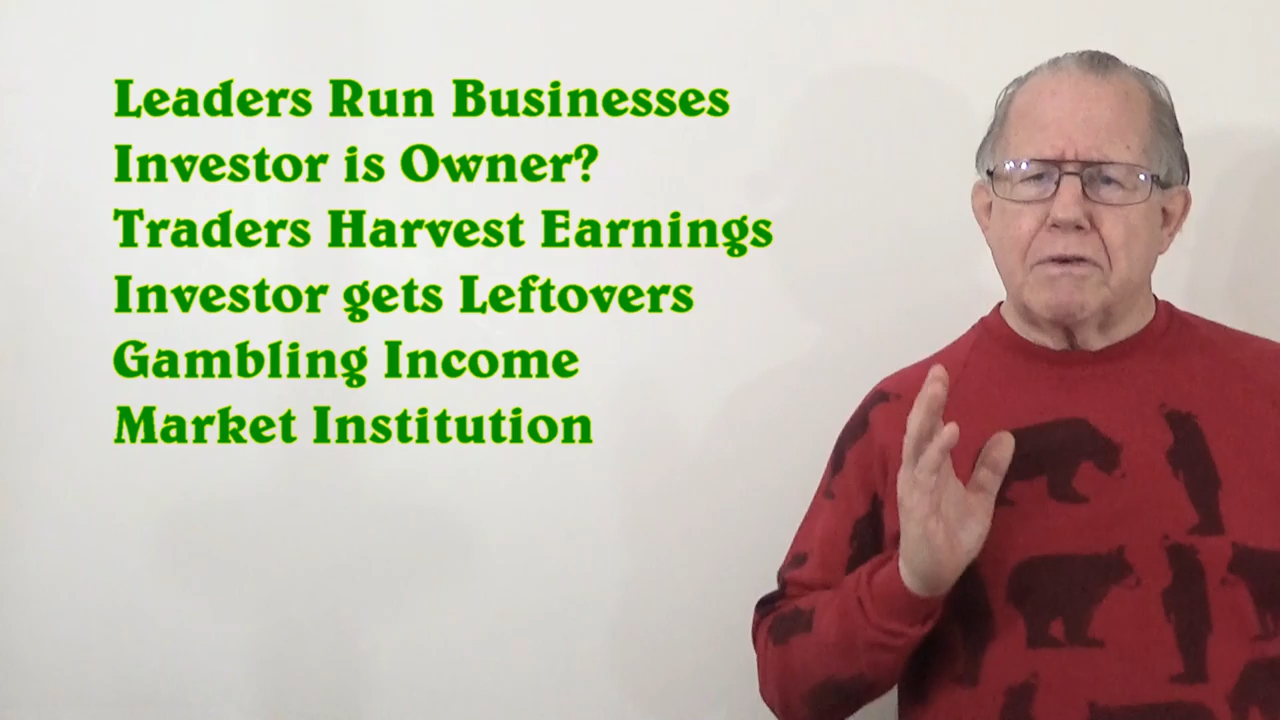 Leaders Run Businesses
Investor is Owner?
Traders Harvest Earnings
Investor gets Leftovers
Gambling Income
Market Institution